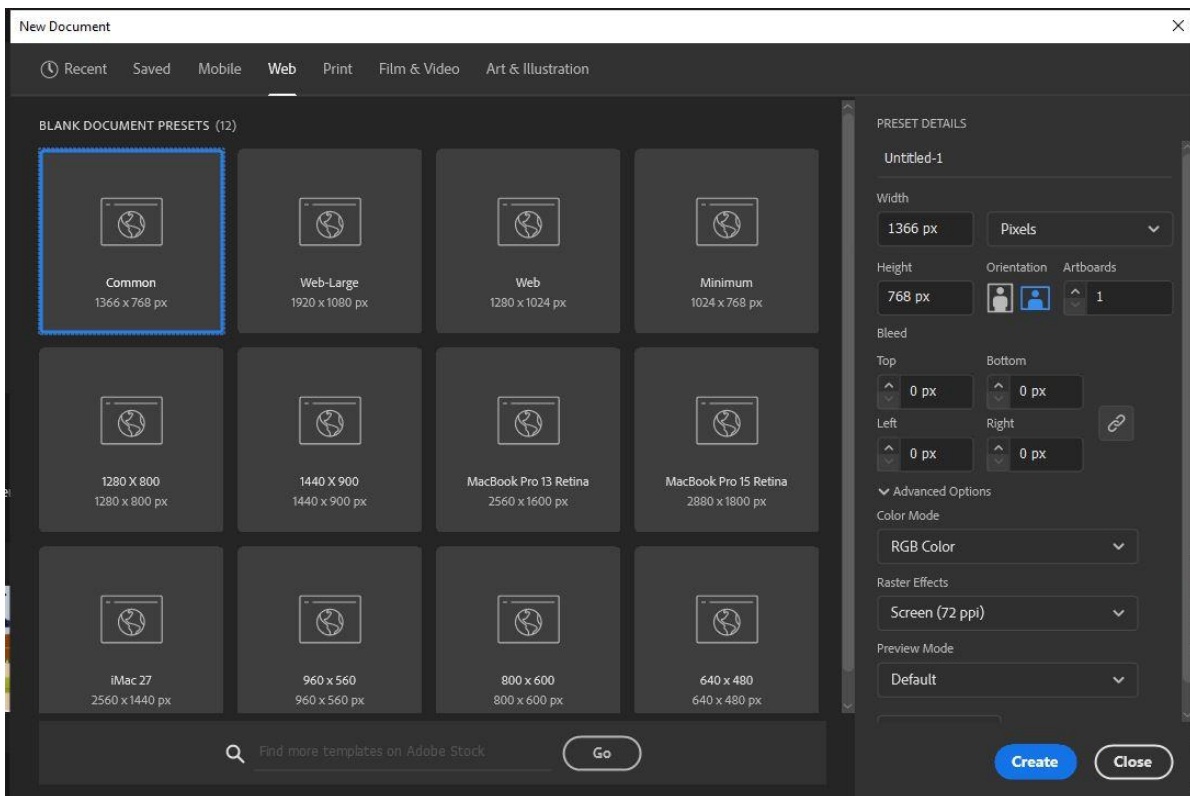 New Document
Recent Saved Mobile Web Print Film & Video Art & Illustration
BLANK DOCUMENT PRESETS (12)
Common
1366 x 768 px
Web-Large
1920 x 1080 px
Web
1280 x 1024 px
Minimum
1024 x 768 px
1280 X 800
1280 x 800 px
1440 X 900
1440 x 900 px
MacBook Pro 13 Retina
2560 x 1600 px
MacBook Pro 15 Retina
2880 x 1800 px
iMac 27
2560 x 1440 px
960 x 560
960 x 560 px
800 x 600
800 x 600 px
640 x 480
640 x 480 px
Find more templates on Adobe Stock
Go
PRESET DETAILS
Untitled-1
Width
1366 px Pixels
Height Orientation Artboards
768 px 1
Bleed
Top Bottom
0 px 0 px
Left Right
0 px 0 px
Advanced Options
Color Mode
RGB Color
Raster Effects
Screen (72 ppi)
Preview Mode
Default
Create Close